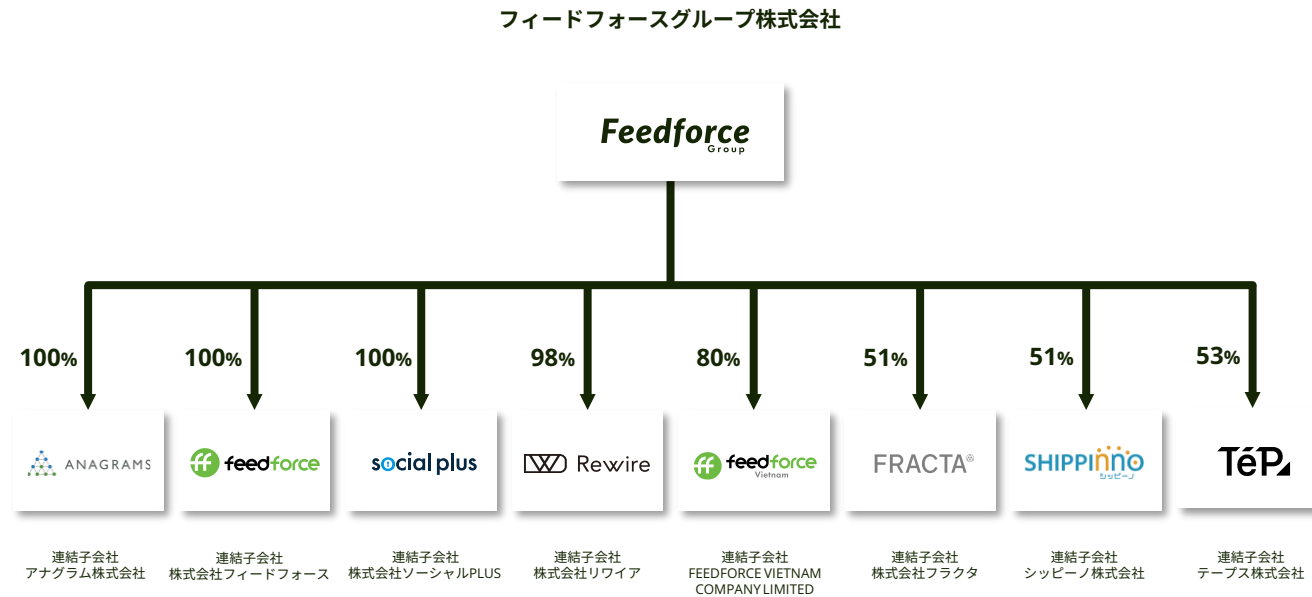 フィードフォースグループ株式会社
Feedforce
Group
100%
100%
100%
98%
80%
51%
51%
53%
ANAGRAMS
ff feedforce
social plus
Rewire
ff feedforce
Vietnam
FRACTA®
SHIPPInno
シッピーノ
TéP
連結子会社
アナグラム株式会社
連結子会社
株式会社フィードフォース
連結子会社
株式会社ソーシャルPLUS
連結子会社
株式会社リワイア
連結子会社
FEEDFORCE VIETNAM
COMPANY LIMITED
連結子会社
株式会社フラクタ
連結子会社
シッピーノ株式会社
連結子会社
テープス株式会社